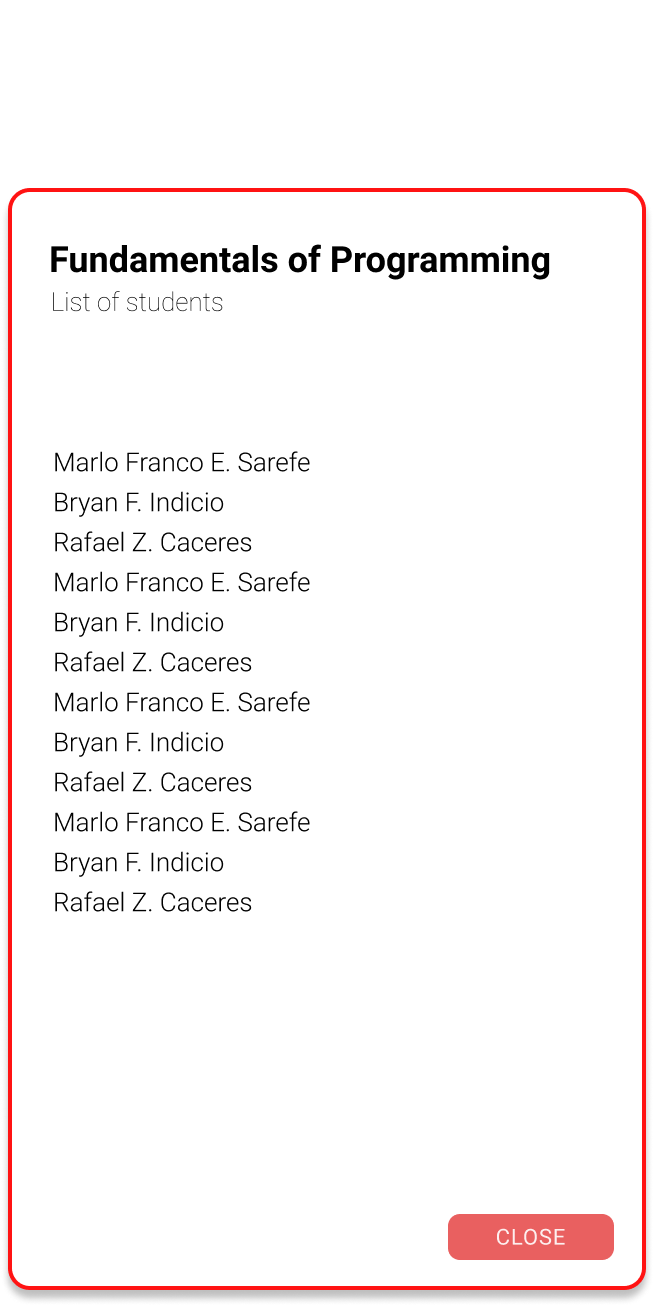 Fundamentals of Programming
List of students
Marlo Franco E. Sarefe
Bryan F. Indicio
Rafael Z. Caceres
Marlo Franco E. Sarefe
Bryan F. Indicio
Rafael Z. Caceres
Marlo Franco E. Sarefe
Bryan F. Indicio
Rafael Z. Caceres
Marlo Franco E. Sarefe
Bryan F. Indicio
Rafael Z. Caceres
CLOSE